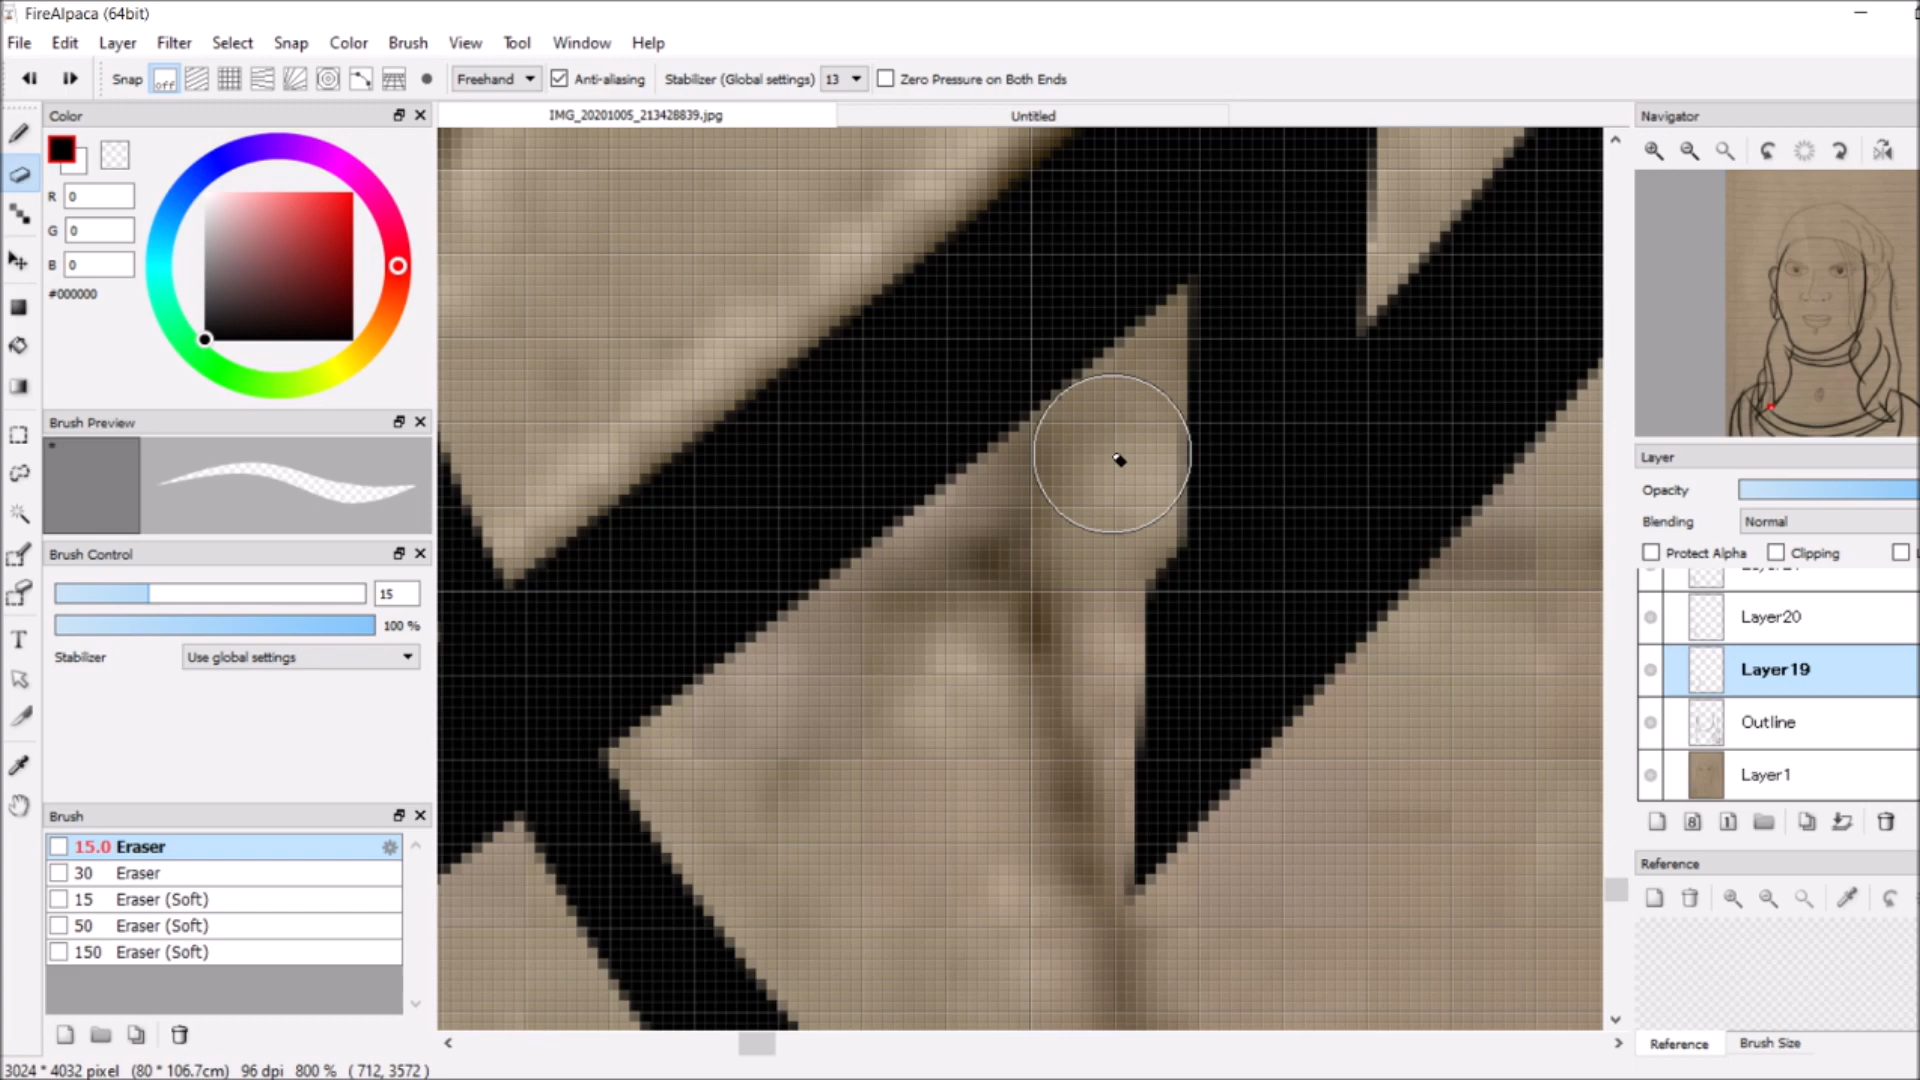 FireAlpaca (64bit)
File Edit Layer Filter Select Snap Color Brush View Tool Window Help
Snap off Freehand Anti-aliasing Stabilizer (Global settings) 13 Zero Pressure on Both Ends
Color
R 0
G 0
B 0
#000000
Brush Preview
Brush Control
15
100 %
Stabilizer Use global settings
Brush
15.0 Eraser
30 Eraser
15 Eraser (Soft)
50 Eraser (Soft)
150 Eraser (Soft)
IMG_20201005_213428839.jpg Untitled
Navigator
Layer
Opacity
Blending Normal
Protect Alpha Clipping L
Layer20
Layer19
Outline
Layer1
8 1
Reference
Reference Brush Size
3024 * 4032 pixel (80 * 106.7cm) 96 dpi 800 % ( 712, 3572 )